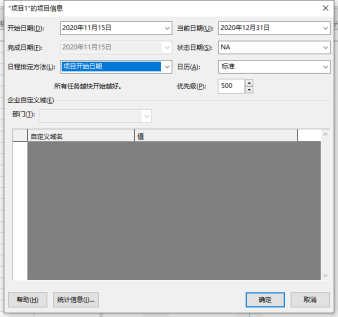 "项目1"的项目信息
开始日期(D): 2020年11月15日 当前日期(U): 2020年12月31日
完成日期(F): 2020年11月15日 状态日期(S): NA
日程排定方法(L): 项目开始日期 日历(A): 标准
所有任务越快开始越好。 优先级(P): 500
企业自定义域(E)
部门(T):
自定义域名 值
帮助(H) 统计信息(I)... 确定 取消